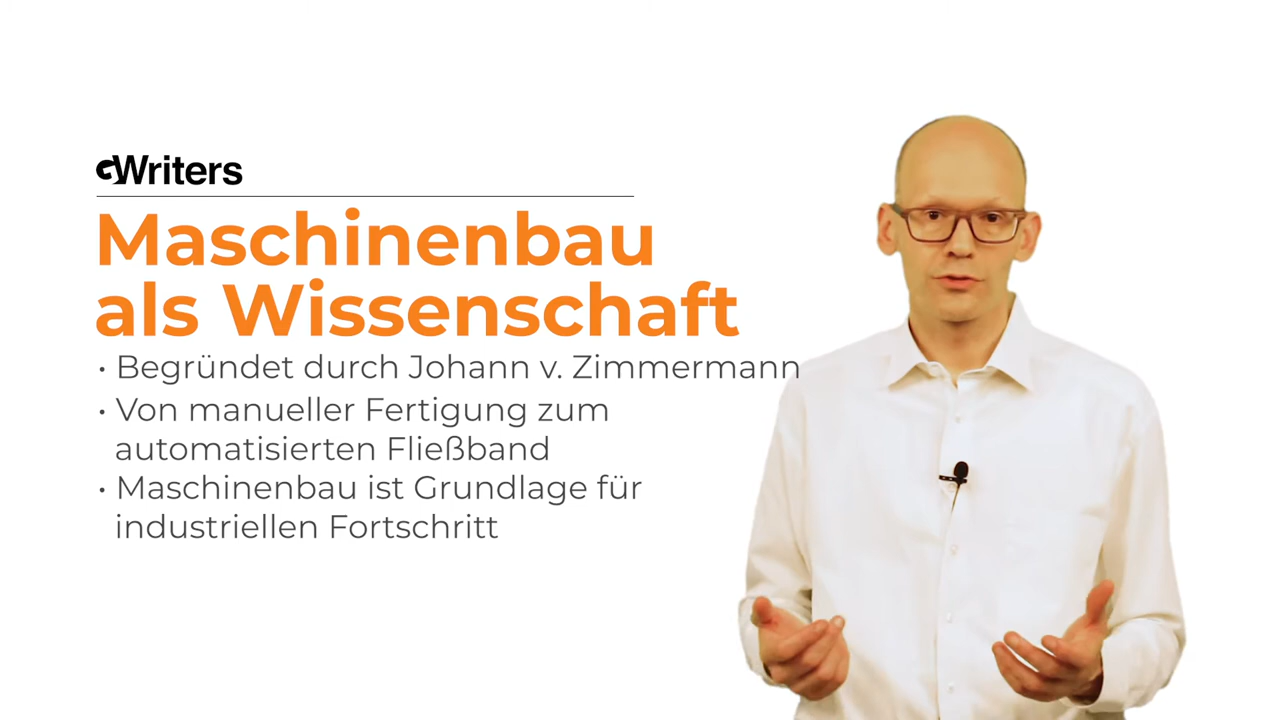 GWriters
Maschinenbau
als Wissenschaft
• Begründet durch Johann v. Zimmermann
• Von manueller Fertigung zum
automatisierten Fließband
• Maschinenbau ist Grundlage für
industriellen Fortschritt